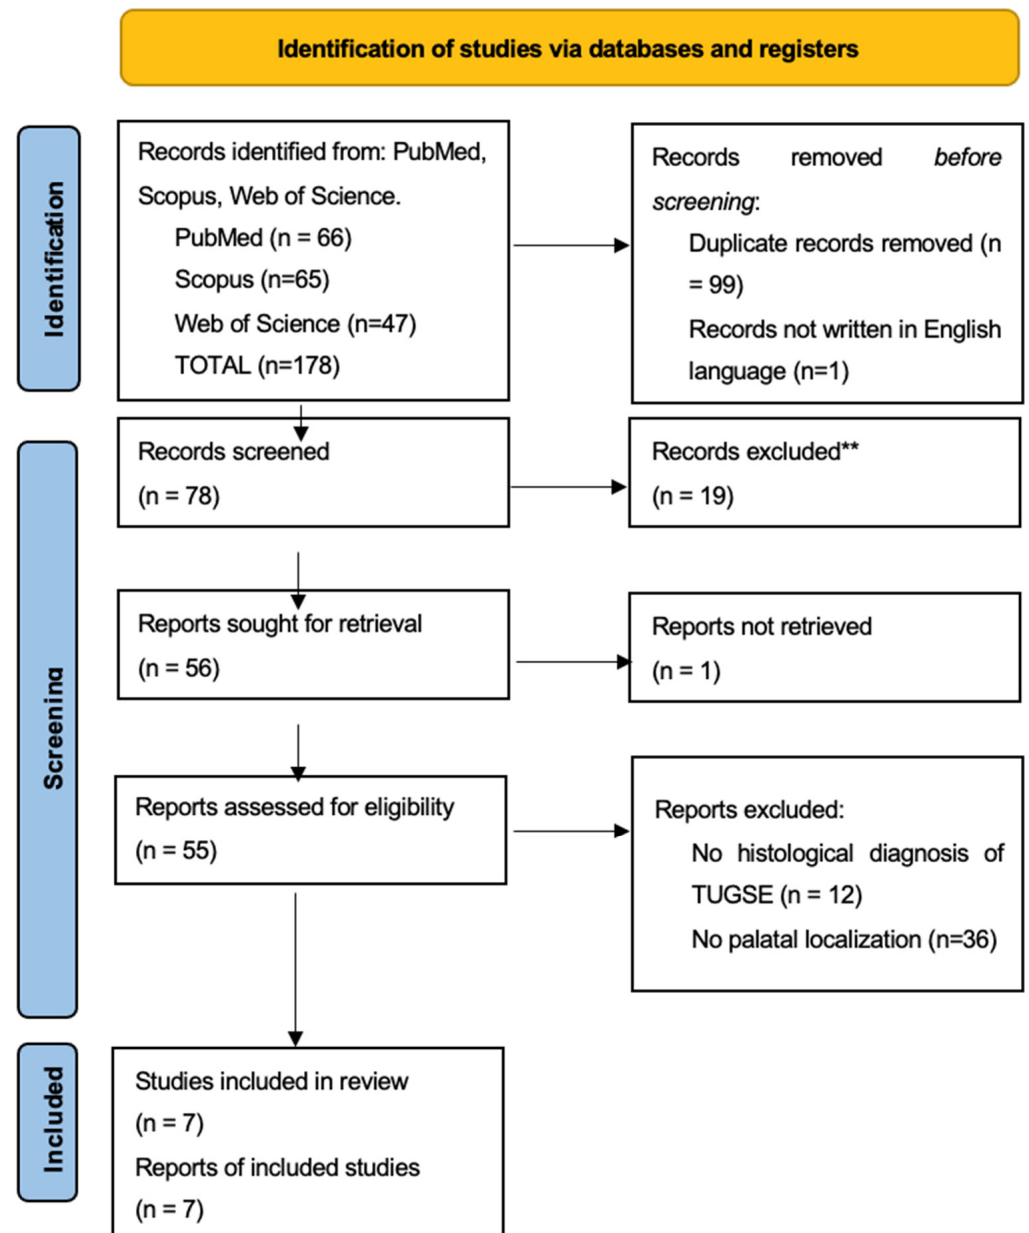 Identification of studies via databases and registers
Identification
Records identified from: PubMed,
Scopus, Web of Science.
PubMed (n = 66)
Scopus (n=65)
Web of Science (n=47)
TOTAL (n=178)
Records removed before
screening:
Duplicate records removed (n
= 99)
Records not written in English
language (n=1)
Screening
Records screened
(n = 78)
Records excluded**
(n = 19)
Reports sought for retrieval
(n = 56)
Reports not retrieved
(n = 1)
Reports assessed for eligibility
(n = 55)
Reports excluded:
No histological diagnosis of
TUGSE (n = 12)
No palatal localization (n=36)
Included
Studies included in review
(n = 7)
Reports of included studies
(n = 7)